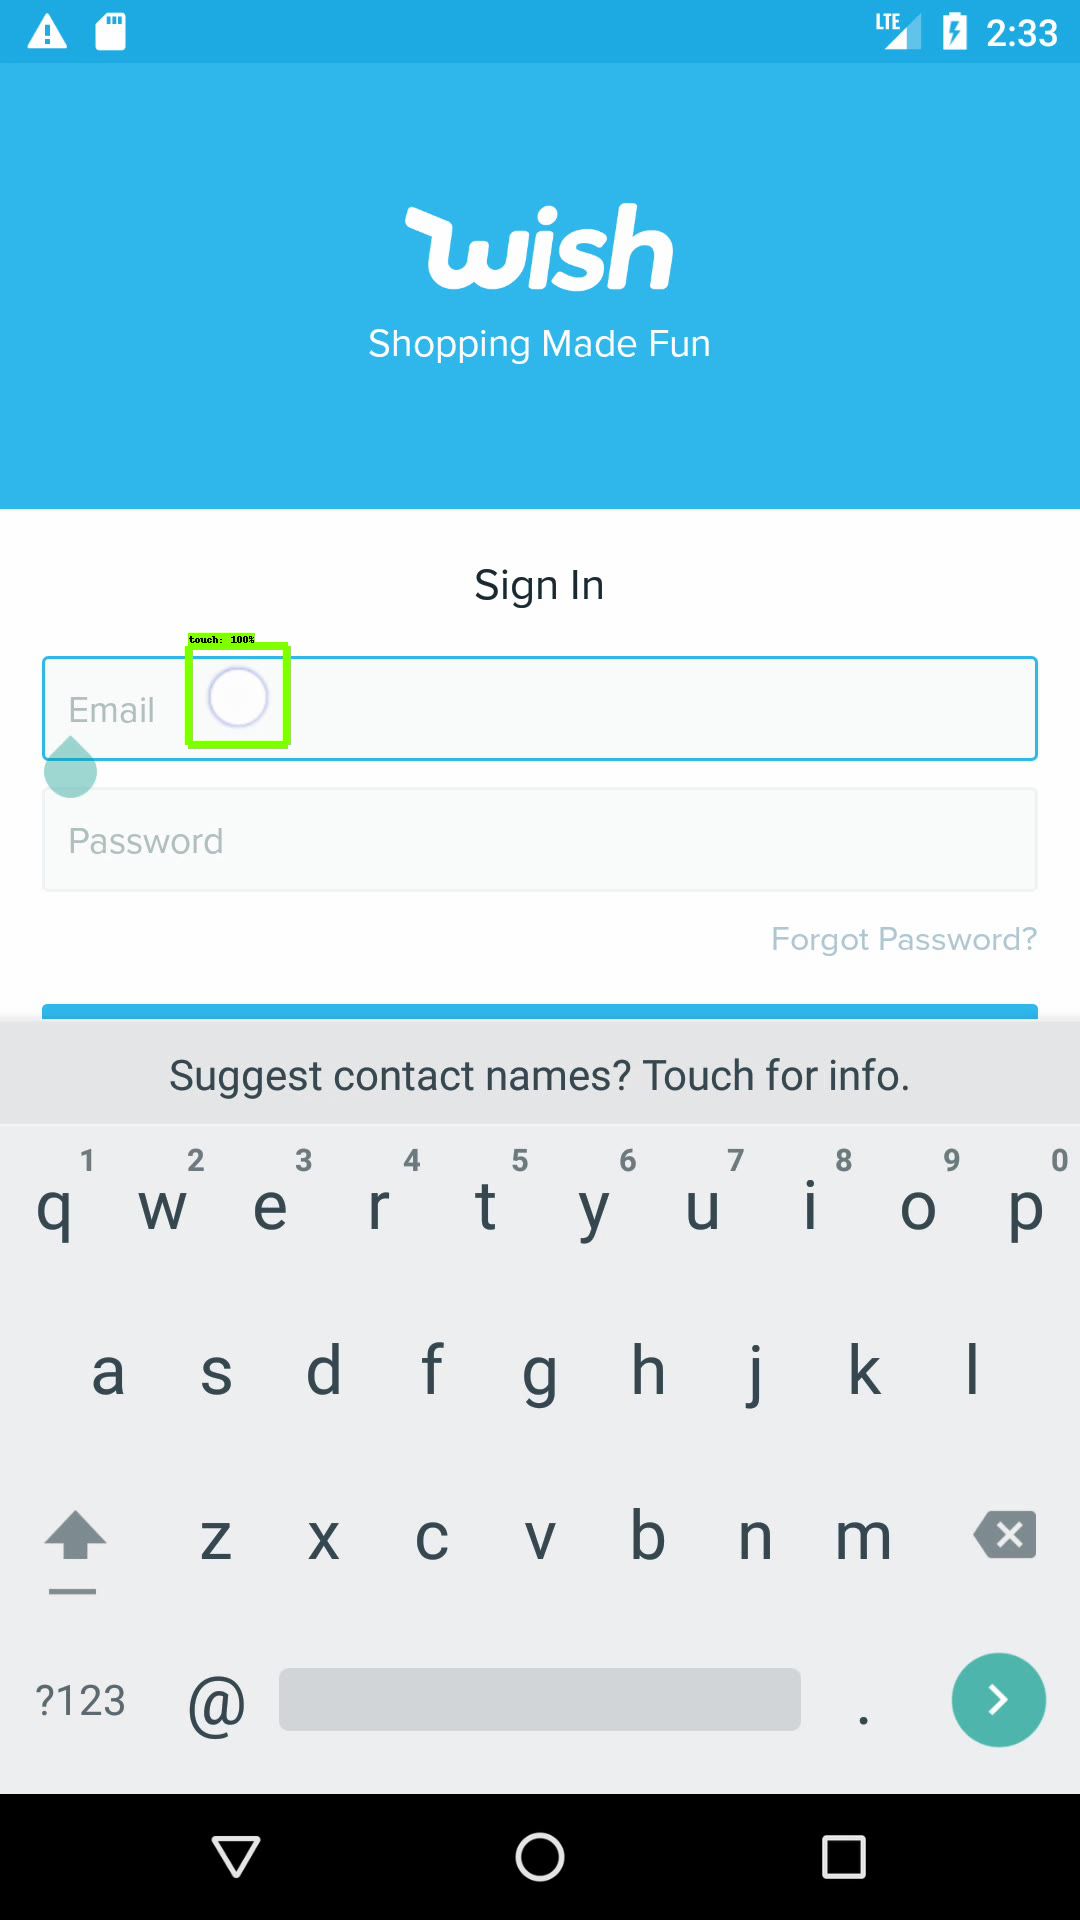 LTE 2:33
wish
Shopping Made Fun
Sign In
touch: 100%
Email
Password
Forgot Password?
Suggest contact names? Touch for info.
1 2 3 4 5 6 7 8 9 0
q w e r t y u i o p
a s d f g h j k l
z x c v b n m
?123 @ .